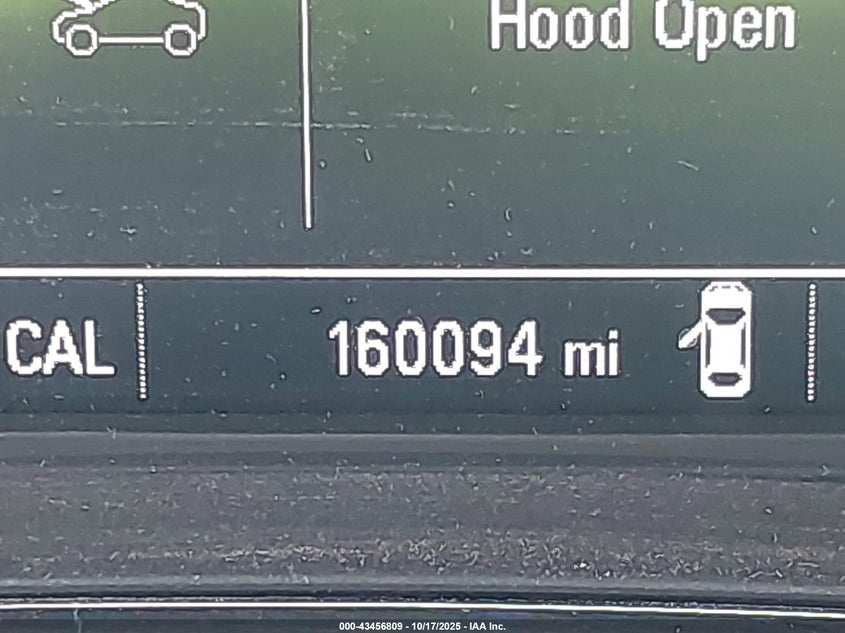 Hood Open
CAL 160094 mi
000-43456809 - 10/17/2025 - IAA Inc.